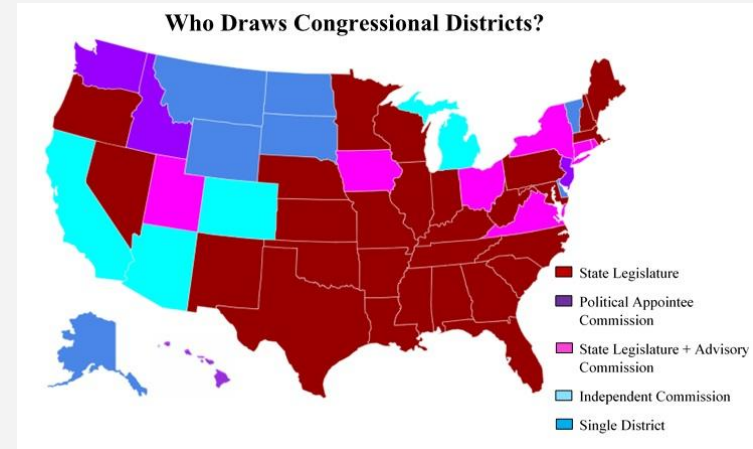 Who Draws Congressional Districts?
State Legislature
Political Appointee
Commission
State Legislature + Advisory
Commission
Independent Commission
Single District